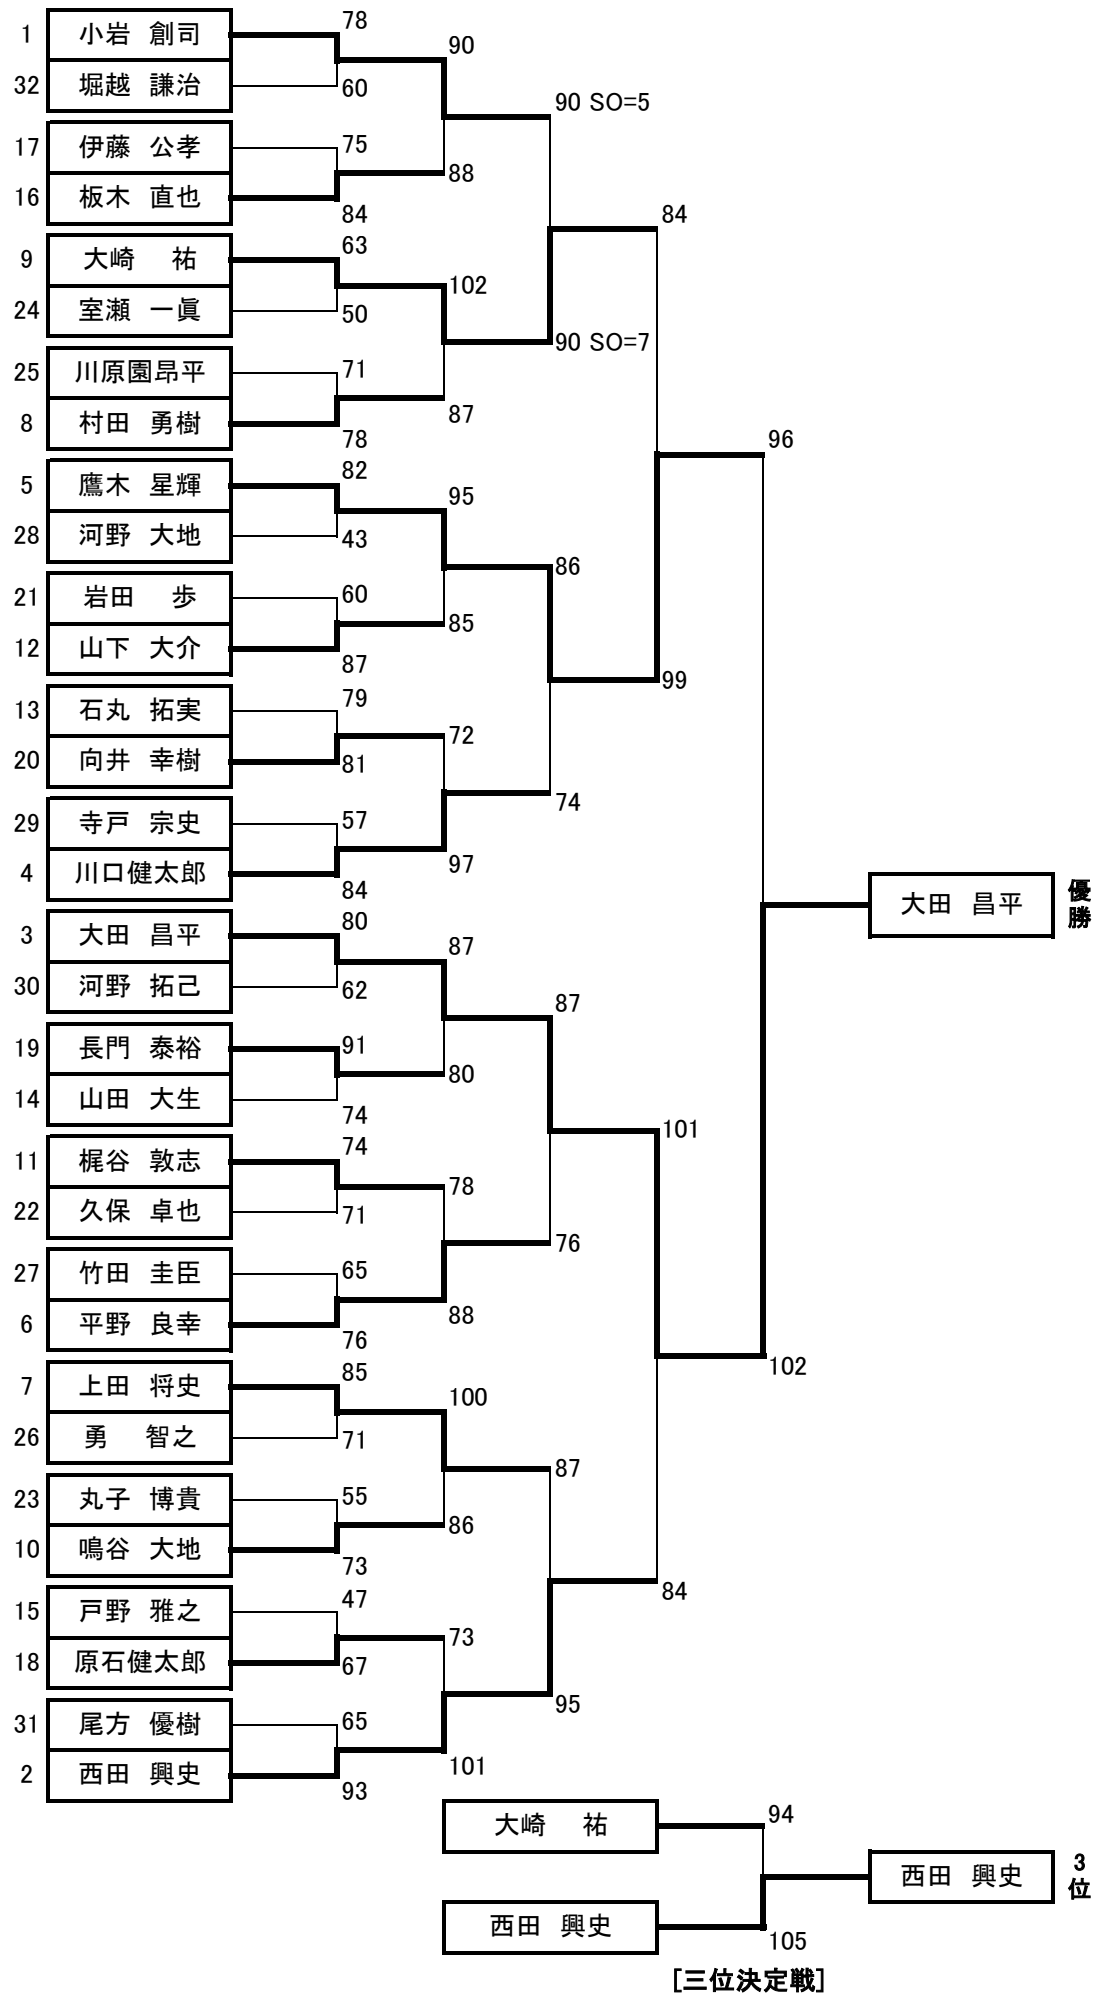 1 小岩 創司 78
90
32 堀越 謙治 60
90 SO=5
17 伊藤 公孝 75
88
16 板木 直也 84
84
9 大崎 祐 63
102
24 室瀬 一眞 50
90 SO=7
25 川原園昂平 71
87
8 村田 勇樹 78
96
5 鷹木 星輝 82
95
28 河野 大地 43
86
21 岩田 歩 60
85
12 山下 大介 87
99
13 石丸 拓実 79
72
20 向井 幸樹 81
74
29 寺戸 宗史 57
97
4 川口健太郎 84
大田 昌平 優勝
3 大田 昌平 80
87
30 河野 拓己 62
87
19 長門 泰裕 91
80
14 山田 大生 74
101
11 梶谷 敦志 74
78
22 久保 卓也 71
76
27 竹田 圭臣 65
88
6 平野 良幸 76
102
7 上田 将史 85
100
26 勇 智之 71
87
23 丸子 博貴 55
86
10 鳴谷 大地 73
84
15 戸野 雅之 47
73
18 原石健太郎 67
95
31 尾方 優樹 65
101
2 西田 興史 93
大崎 祐 94
西田 興史 3位
西田 興史 105
[三位決定戦]